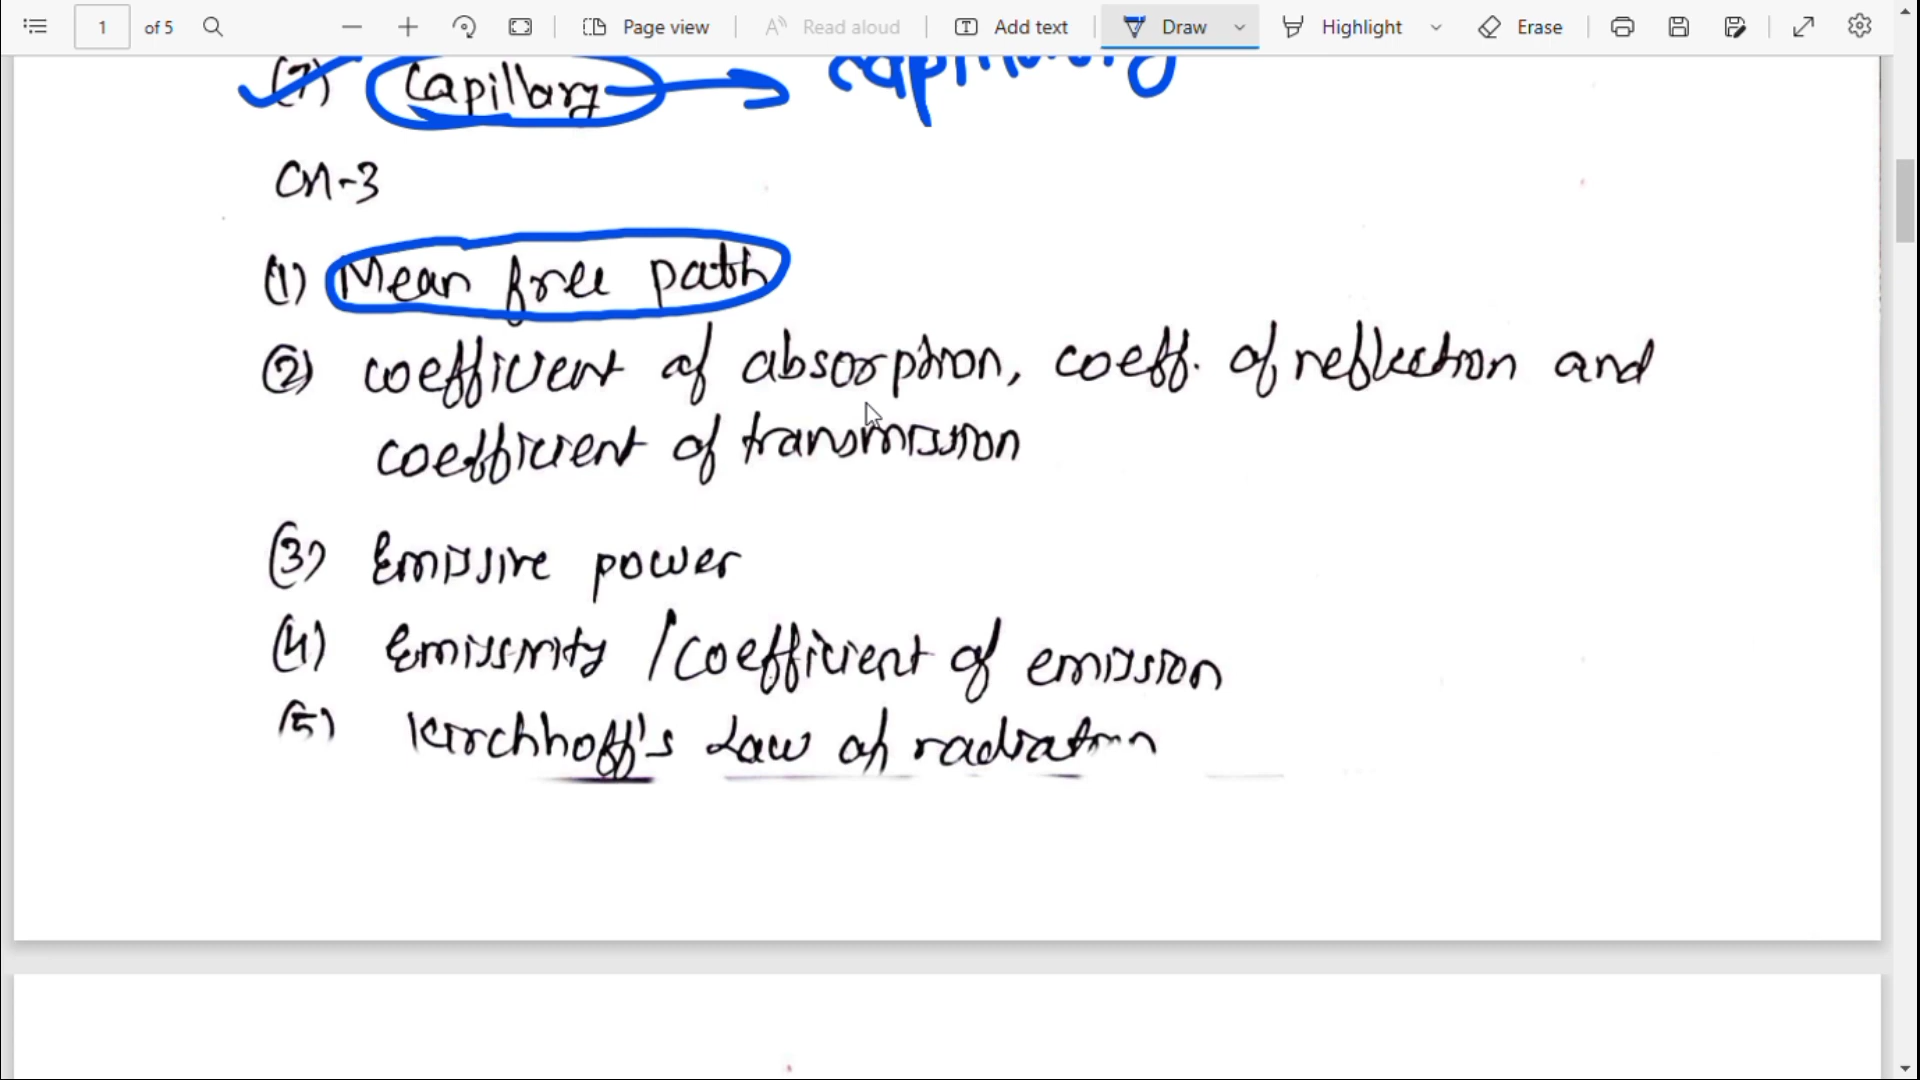 1 of 5 Page view Read aloud Add text Draw Highlight Erase
(7) Capillary → capillary
CH-3
(1) Mean free path
(2) coefficient of absorption, coeff. of reflection and
coefficient of transmission
(3) Emissive power
(4) Emissivity / coefficient of emission
(5) Kirchhoff's Law of radiation